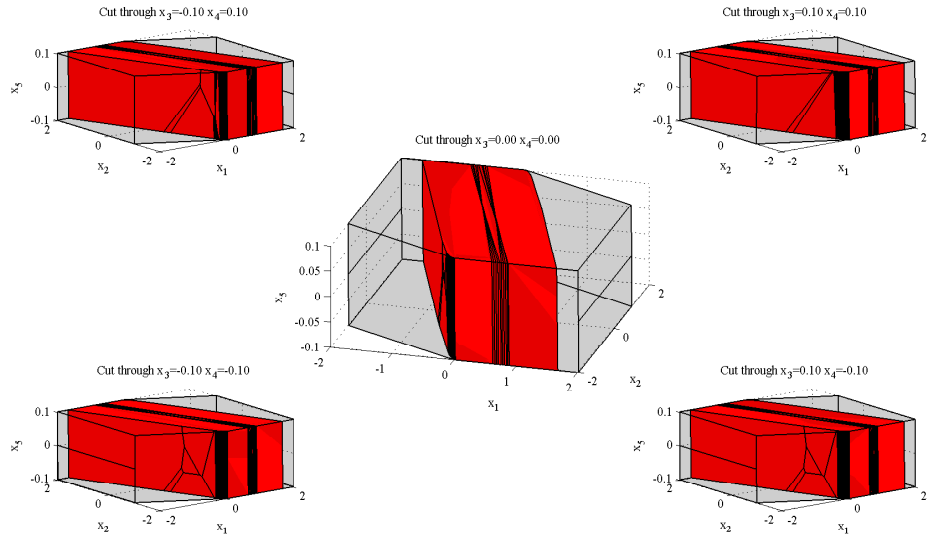 Cut through x3=-0.10 x4=0.10
0.1
0
-0.1
x5
2
0
-2
x2
-2
0
2
x1
Cut through x3=0.10 x4=0.10
0.1
0
-0.1
x5
2
0
-2
x2
-2
0
2
x1
Cut through x3=0.00 x4=0.00
0.1
0.05
0
-0.05
-0.1
x5
-2
-1
0
1
2
x1
-2
0
2
x2
Cut through x3=-0.10 x4=-0.10
0.1
0
-0.1
x5
2
0
-2
x2
-2
0
2
x1
Cut through x3=0.10 x4=-0.10
0.1
0
-0.1
x5
2
0
-2
x2
-2
0
2
x1